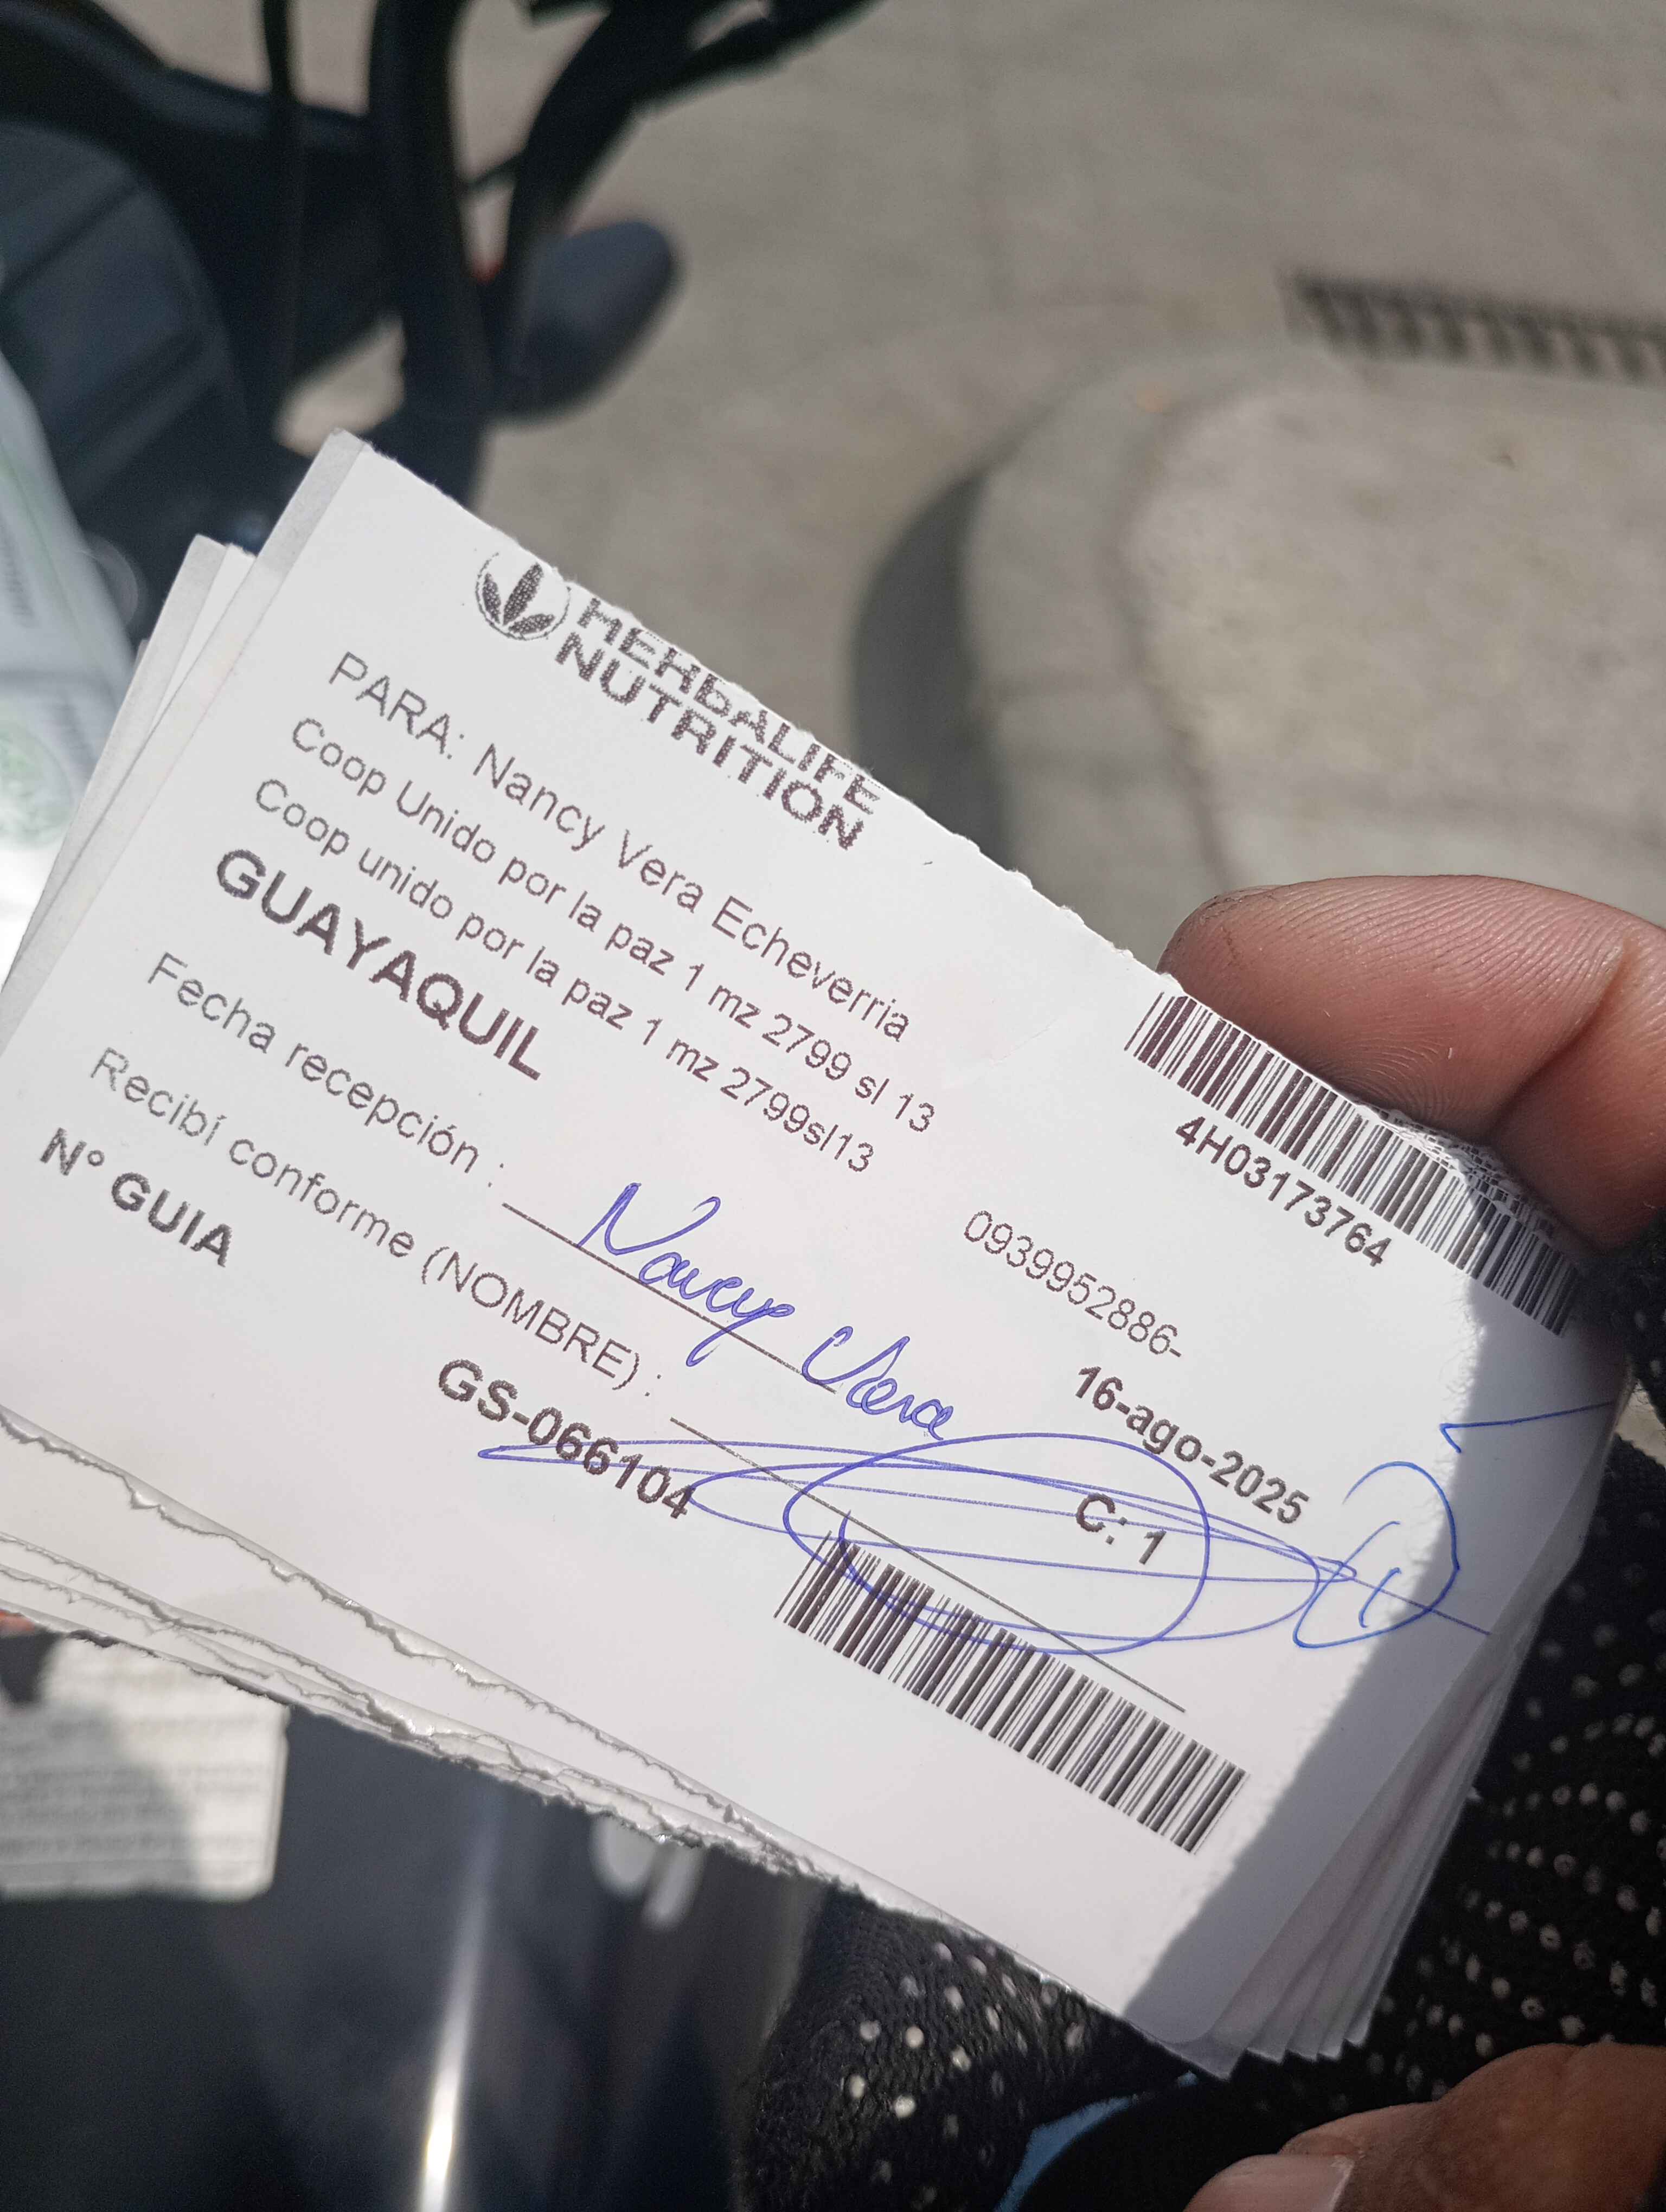 HERBALIFE
NUTRITION
4H03173764
PARA: Nancy Vera Echeverria
Coop Unido por la paz 1 mz 2799 sl 13
Coop unido por la paz 1 mz 2799sl13
GUAYAQUIL
0939952886-
Fecha recepción : Nancy Vera
16-ago-2025
Recibí conforme (NOMBRE) :
C: 1
N° GUIA
GS-066104